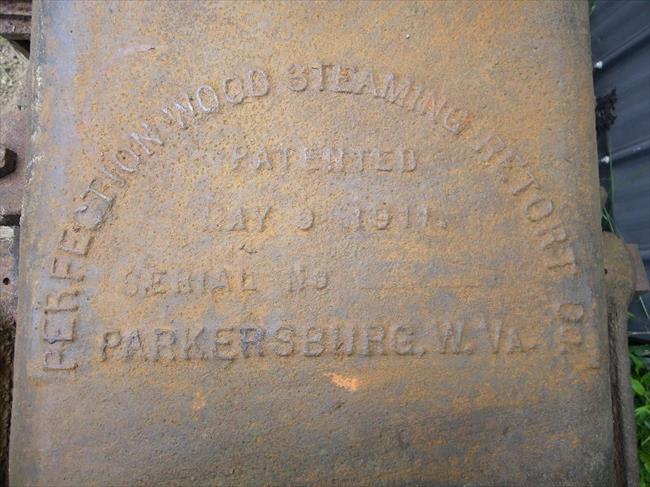 PERFECTION WOOD STEAMING RETORT CO
PATENTED
MAY 9 1911.
SERIAL NO
PARKERSBURG, W. VA.